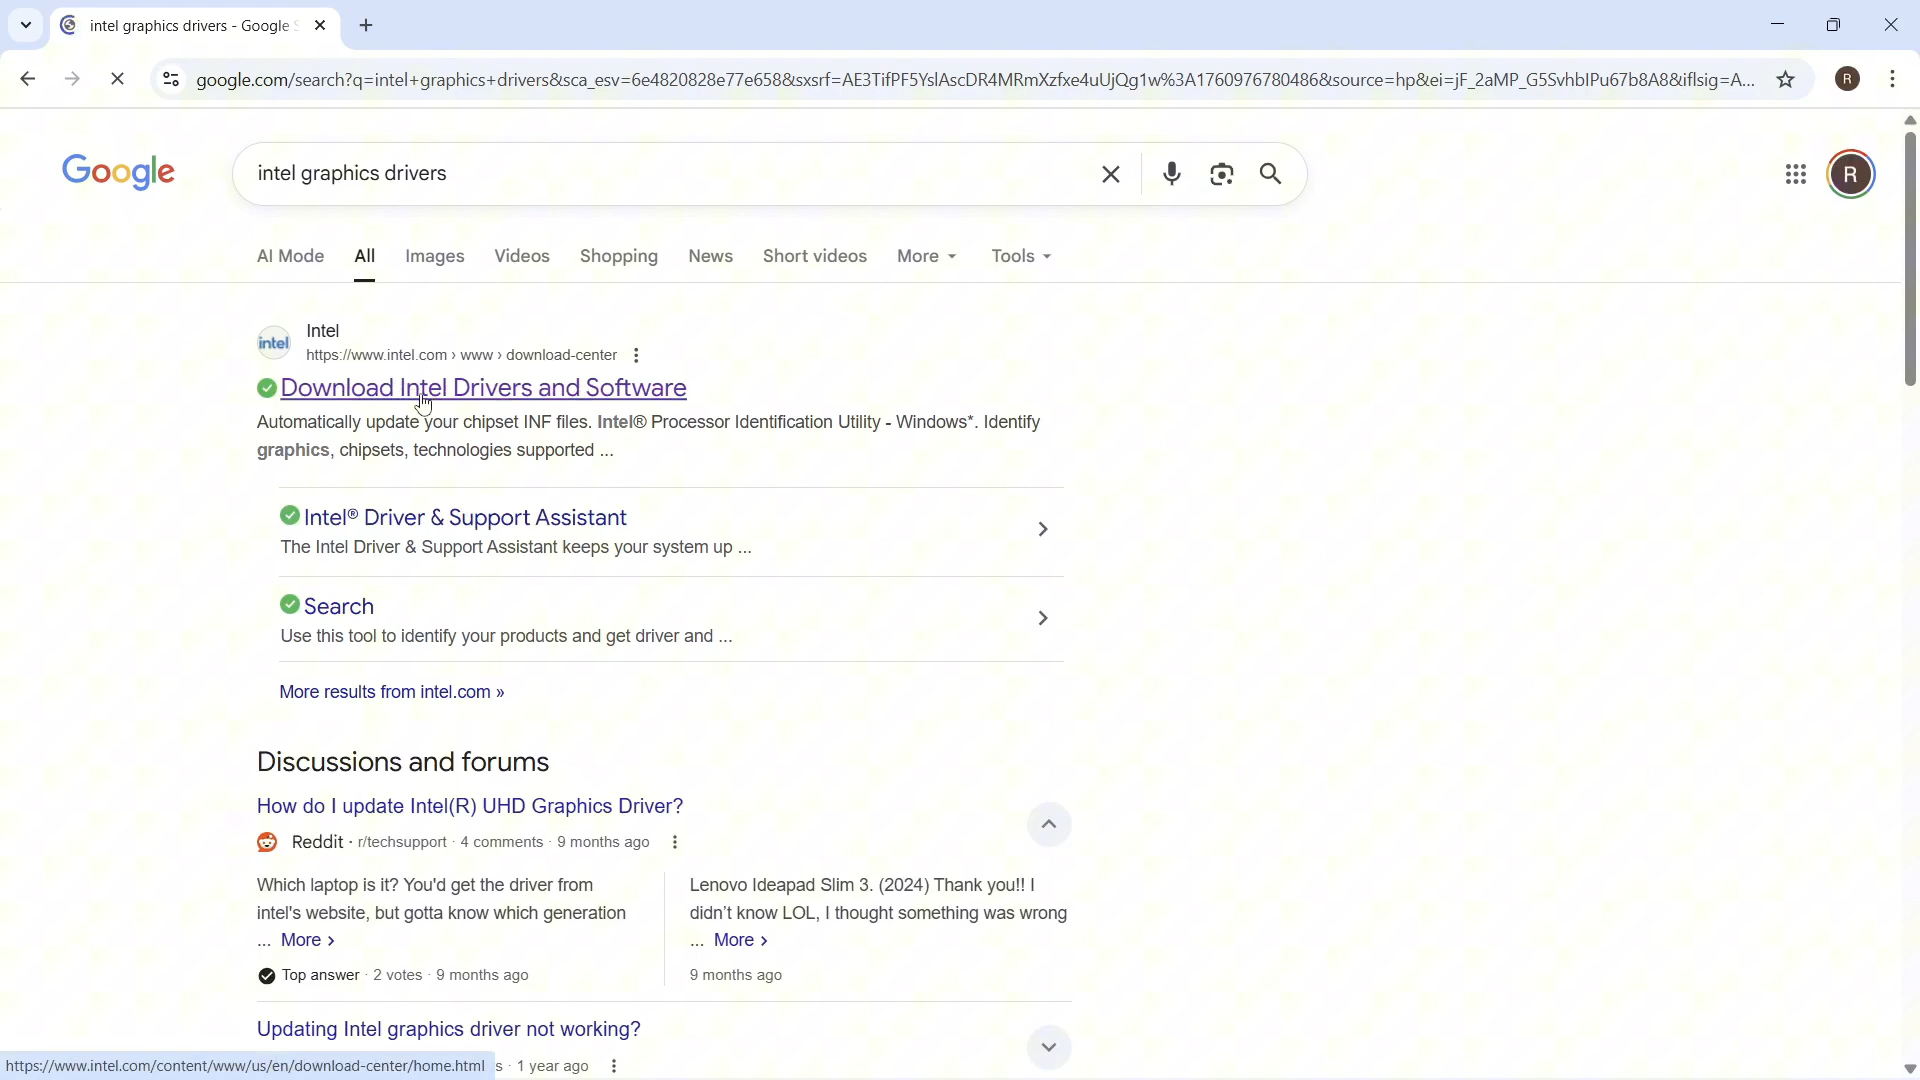 intel graphics drivers - Google S
google.com/search?q=intel+graphics+drivers&sca_esv=6e4820828e77e658&sxsrf=AE3TifPF5YslAscDR4MRmXzfxe4uUjQg1w%3A1760976780486&source=hp&ei=jF_2aMP_G5SvhbIPu67b8A8&iflsig=A...
R
Google
intel graphics drivers
R
AI Mode
All
Images
Videos
Shopping
News
Short videos
More
Tools
intel
Intel
https://www.intel.com › www › download-center
Download Intel Drivers and Software
Automatically update your chipset INF files. Intel® Processor Identification Utility - Windows*. Identify
graphics, chipsets, technologies supported ...
Intel® Driver & Support Assistant
The Intel Driver & Support Assistant keeps your system up ...
Search
Use this tool to identify your products and get driver and ...
More results from intel.com »
Discussions and forums
How do I update Intel(R) UHD Graphics Driver?
Reddit · r/techsupport · 4 comments · 9 months ago
Which laptop is it? You'd get the driver from
intel's website, but gotta know which generation
... More ›
Top answer · 2 votes · 9 months ago
Lenovo Ideapad Slim 3. (2024) Thank you!! I
didn't know LOL, I thought something was wrong
... More ›
9 months ago
Updating Intel graphics driver not working?
https://www.intel.com/content/www/us/en/download-center/home.html
s · 1 year ago